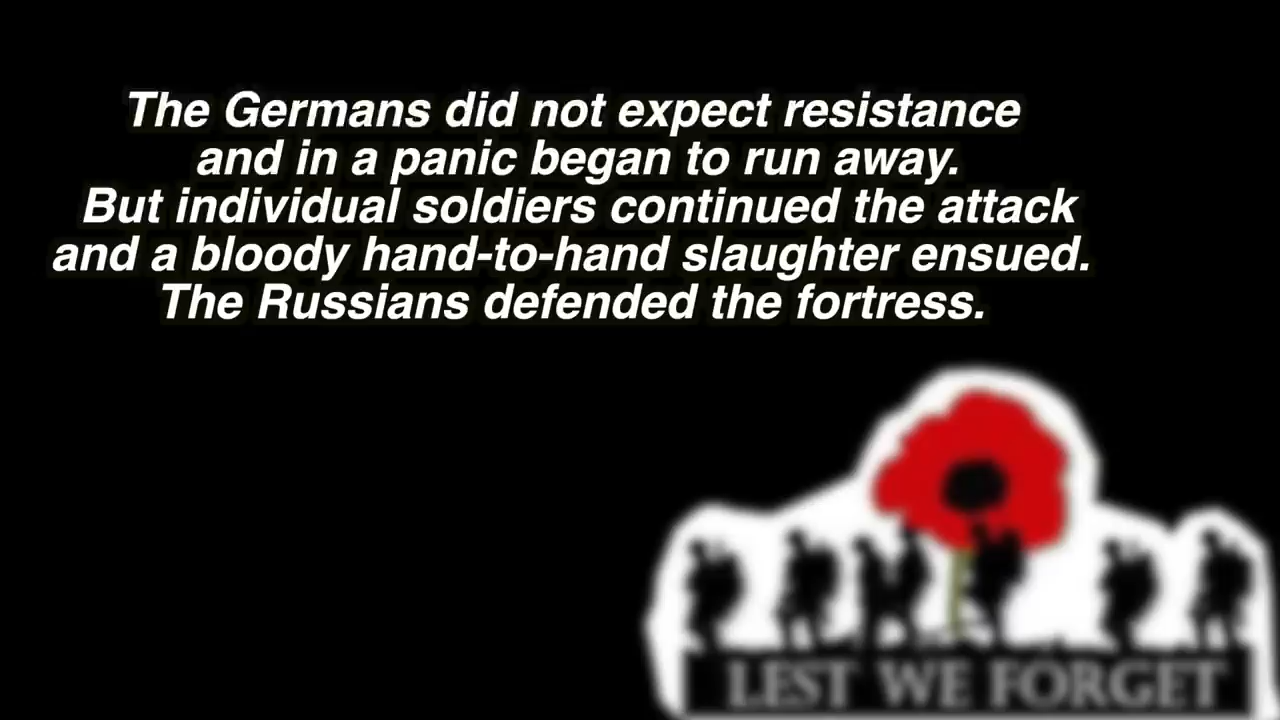 The Germans did not expect resistance
and in a panic began to run away.
But individual soldiers continued the attack
and a bloody hand-to-hand slaughter ensued.
The Russians defended the fortress.
LEST WE FORGET